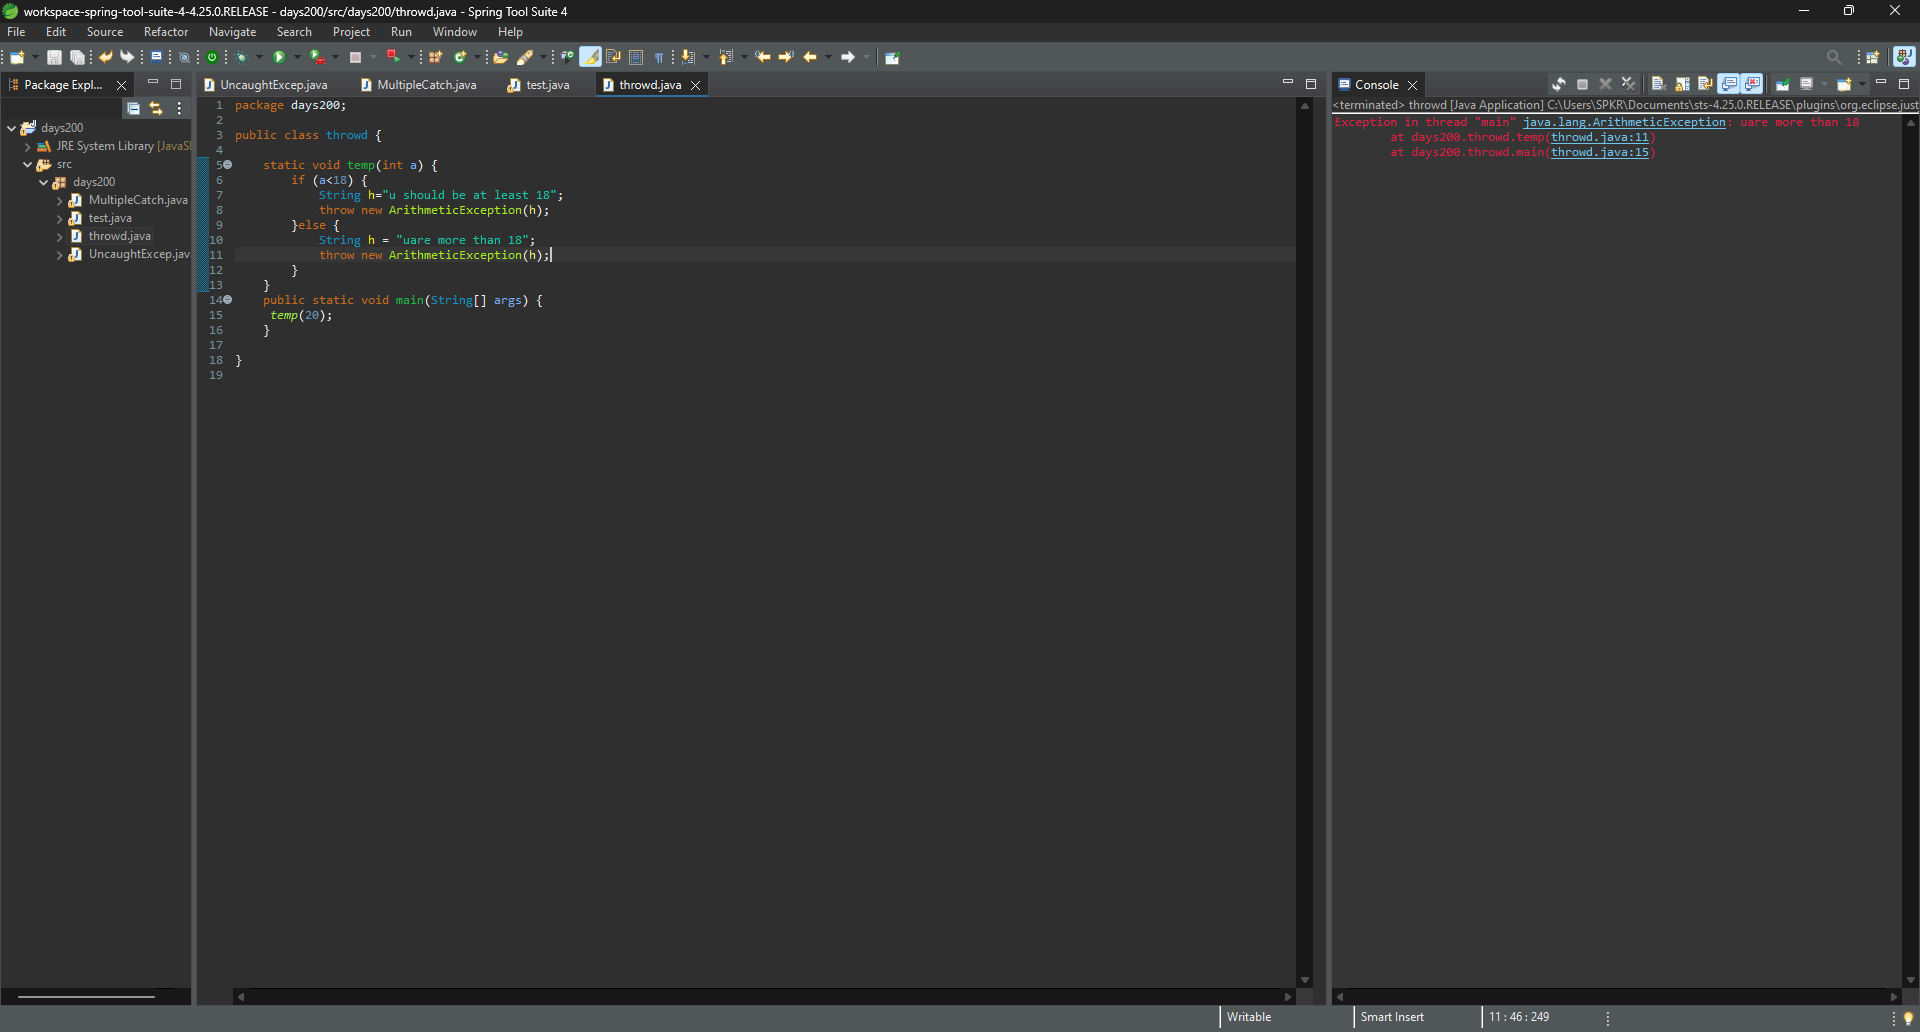 workspace-spring-tool-suite-4-4.25.0.RELEASE - days200/src/days200/throwd.java - Spring Tool Suite 4
File Edit Source Refactor Navigate Search Project Run Window Help
Package Expl...
days200
JRE System Library [JavaSE
src
days200
MultipleCatch.java
test.java
throwd.java
UncaughtExcep.jav
UncaughtExcep.java MultipleCatch.java test.java throwd.java
1 package days200;
2
3 public class throwd {
4
5 static void temp(int a) {
6 if (a<18) {
7 String h="u should be at least 18";
8 throw new ArithmeticException(h);
9 }else {
10 String h = "uare more than 18";
11 throw new ArithmeticException(h);
12 }
13 }
14 public static void main(String[] args) {
15 temp(20);
16 }
17
18 }
19
Console
<terminated> throwd [Java Application] C:\Users\SPKR\Documents\sts-4.25.0.RELEASE\plugins\org.eclipse.just
Exception in thread "main" java.lang.ArithmeticException: uare more than 18
at days200.throwd.temp(throwd.java:11)
at days200.throwd.main(throwd.java:15)
Writable Smart Insert 11 : 46 : 249